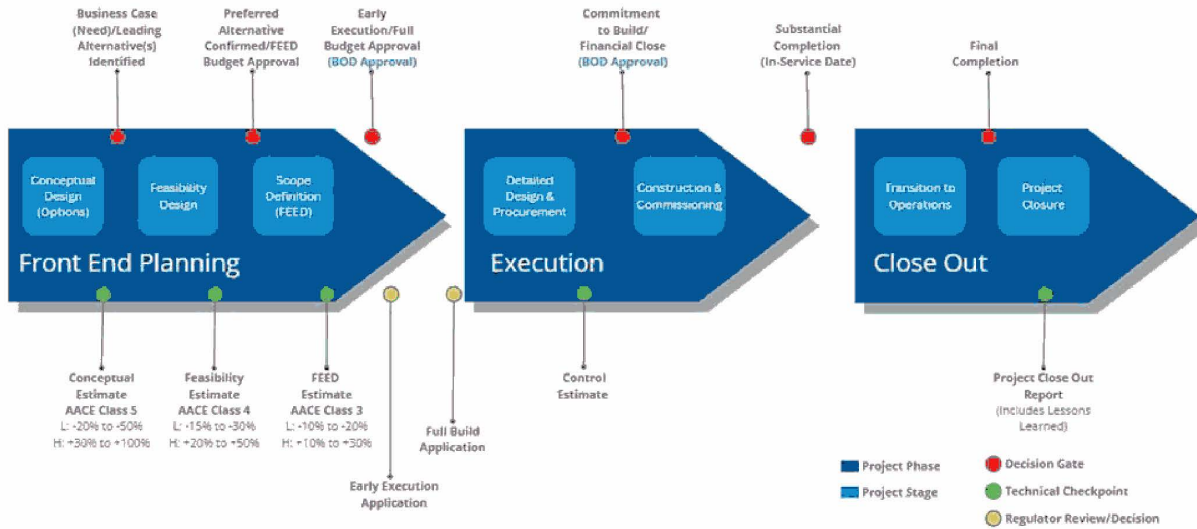 Business Case
(Need)/Leading
Alternative(s)
Identified
Preferred
Alternative
Confirmed/FEED
Budget Approval
Early
Execution/Full
Budget Approval
(BOD Approval)
Commitment
to Build/
Financial Close
(BOD Approval)
Substantial
Completion
(In-Service Date)
Final
Completion
Conceptual
Design
(Options)
Feasibility
Design
Scope
Definition
(FEED)
Front End Planning
Detailed
Design &
Procurement
Construction &
Commissioning
Execution
Transition to
Operations
Project
Closure
Close Out
Conceptual
Estimate
AACE Class 5
L: -20% to -50%
H: +30% to +100%
Feasibility
Estimate
AACE Class 4
L: -15% to -30%
H: +20% to +50%
FEED
Estimate
AACE Class 3
L: -10% to -20%
H: +10% to +30%
Early Execution
Application
Full Build
Application
Control
Estimate
Project Close Out
Report
(Includes Lessons
Learned)
Project Phase
Project Stage
Decision Gate
Technical Checkpoint
Regulator Review/Decision